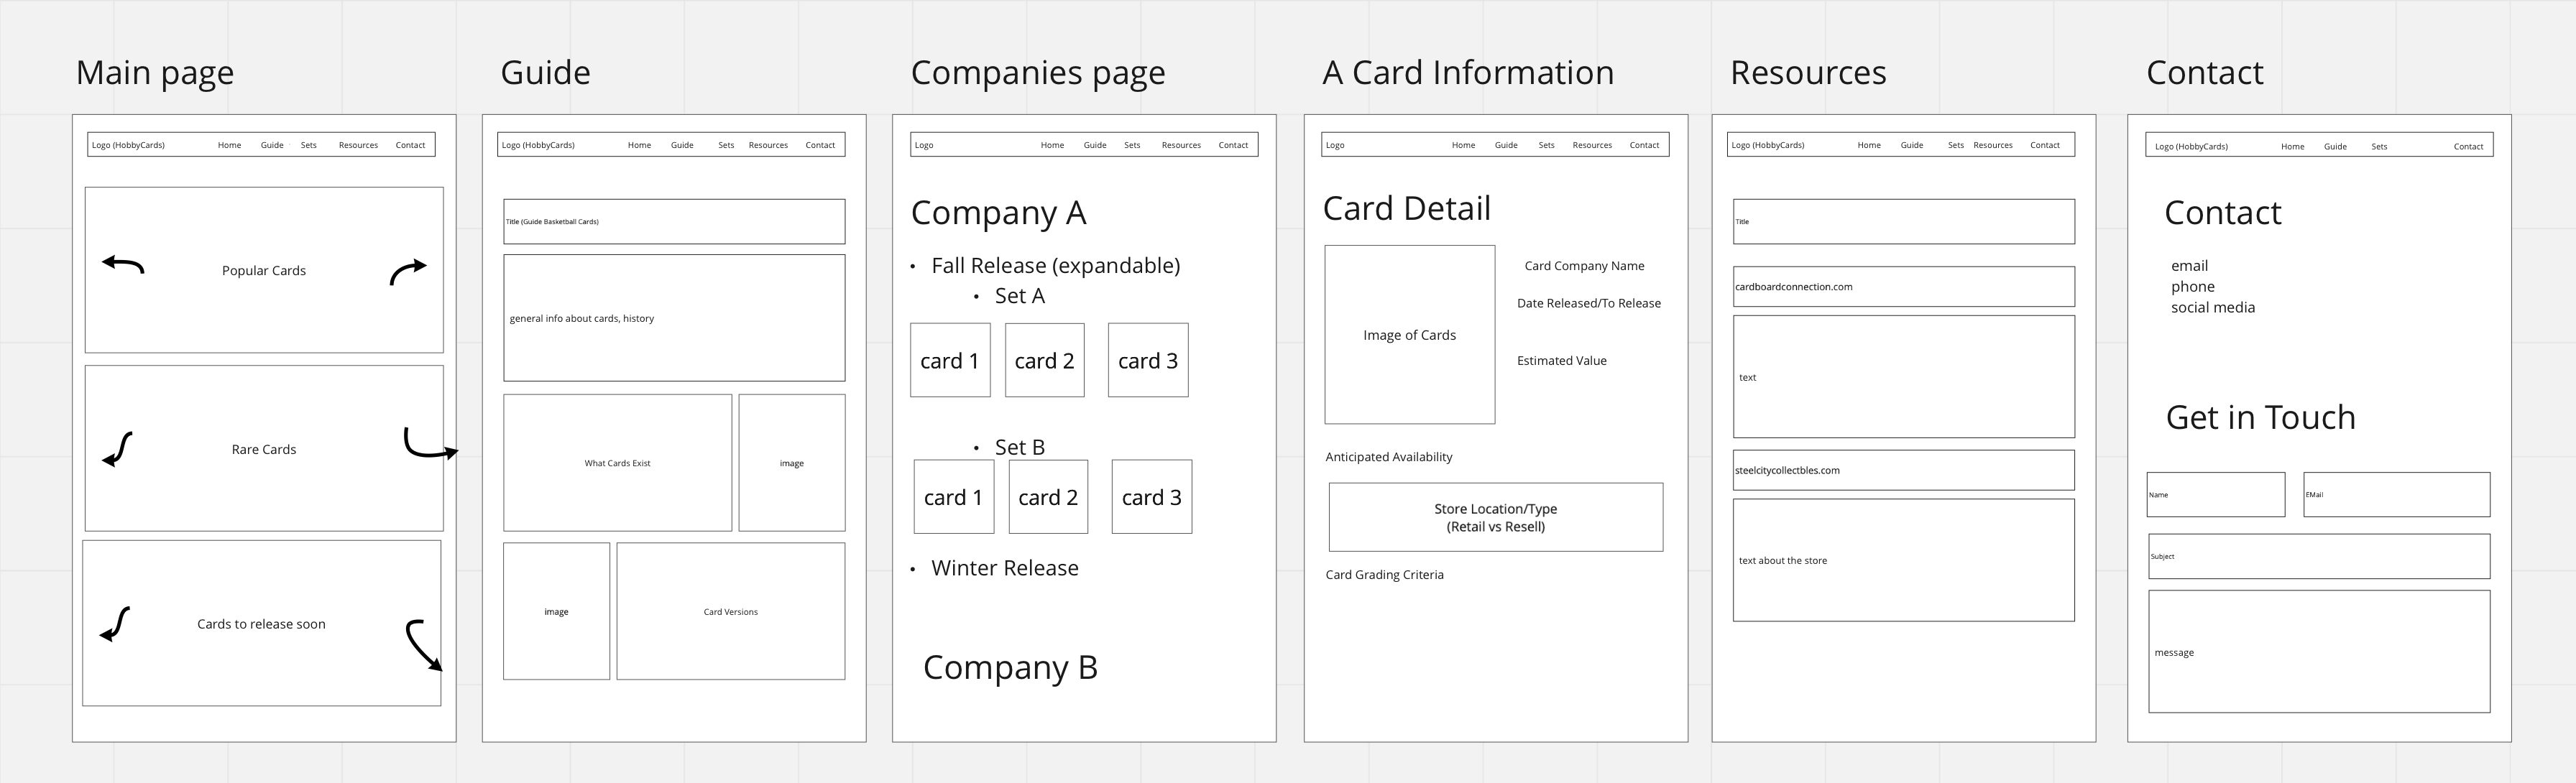 Main page
Logo (HobbyCards) Home Guide Sets Resources Contact
Popular Cards
Rare Cards
Cards to release soon
Guide
Logo (HobbyCards) Home Guide Sets Resources Contact
Title (Guide Basketball Cards)
general info about cards, history
What Cards Exist
image
image
Card Versions
Companies page
Logo Home Guide Sets Resources Contact
Company A
• Fall Release (expandable)
• Set A
card 1 card 2 card 3
• Set B
card 1 card 2 card 3
• Winter Release
Company B
A Card Information
Logo Home Guide Sets Resources Contact
Card Detail
Image of Cards
Card Company Name
Date Released/To Release
Estimated Value
Anticipated Availability
Store Location/Type
(Retail vs Resell)
Card Grading Criteria
Resources
Logo (HobbyCards) Home Guide Sets Resources Contact
Title
cardboardconnection.com
text
steelcitycollectbles.com
text about the store
Contact
Logo (HobbyCards) Home Guide Sets Contact
Contact
email
phone
social media
Get in Touch
Name
EMail
Subject
message